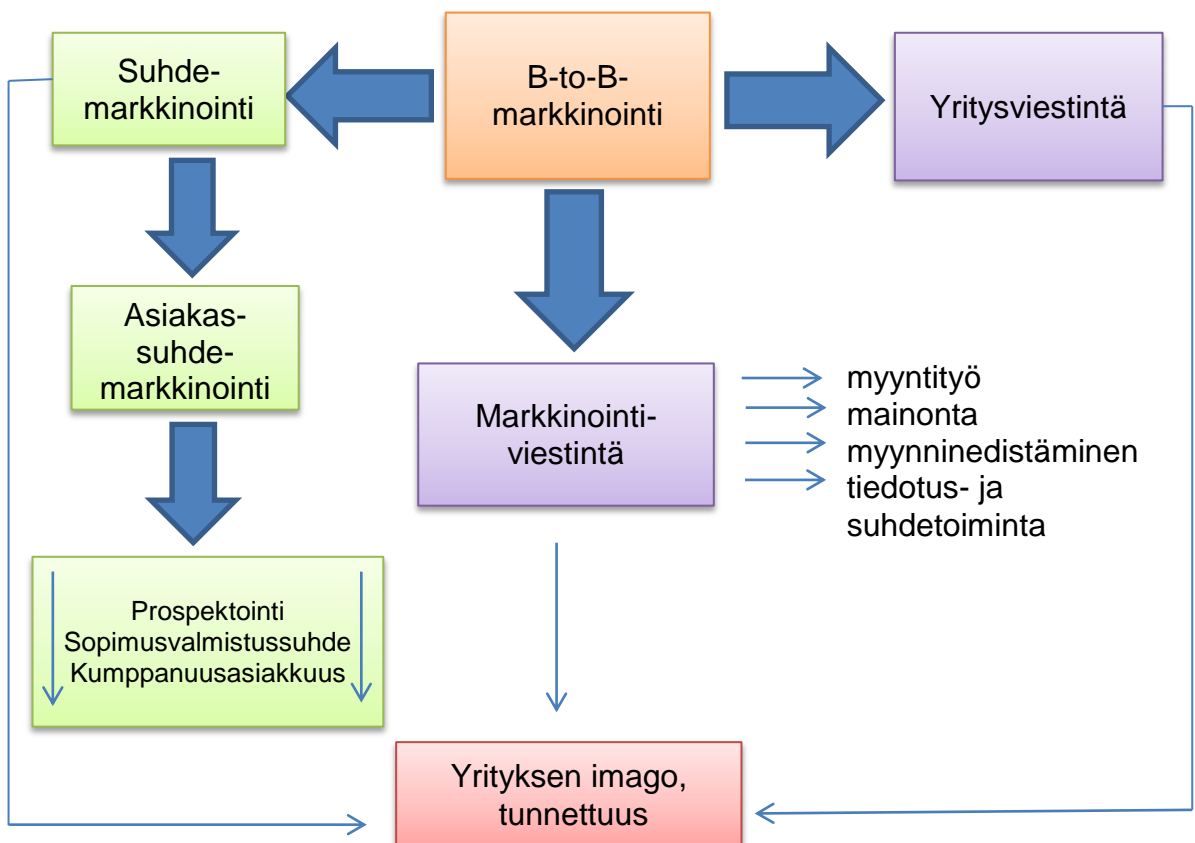 Suhde-
markkinointi
B-to-B-
markkinointi
Yritysviestintä
Asiakas-
suhde-
markkinointi
Markkinointi-
viestintä
myyntityö
mainonta
myynninedistäminen
tiedotus- ja
suhdetoiminta
Prospektointi
Sopimusvalmistussuhde
Kumppanuusasiakkuus
Yrityksen imago,
tunnettuus